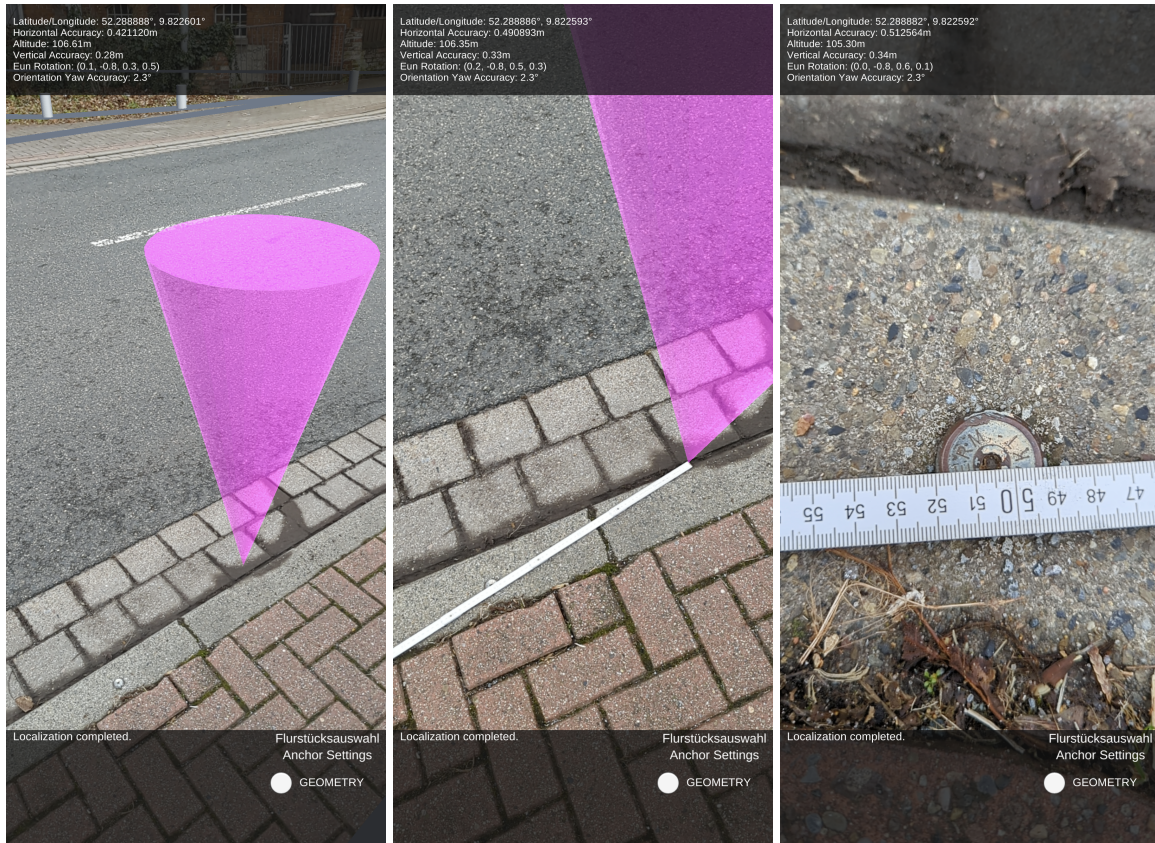 Latitude/Longitude: 52.288888°, 9.822601°
Horizontal Accuracy: 0.421120m
Altitude: 106.61m
Vertical Accuracy: 0.28m
Eun Rotation: (0.1, -0.8, 0.3, 0.5)
Orientation Yaw Accuracy: 2.3°
Localization completed.
Flurstücksauswahl
Anchor Settings
GEOMETRY
Latitude/Longitude: 52.288886°, 9.822593°
Horizontal Accuracy: 0.490893m
Altitude: 106.35m
Vertical Accuracy: 0.33m
Eun Rotation: (0.2, -0.8, 0.5, 0.3)
Orientation Yaw Accuracy: 2.3°
Localization completed.
Flurstücksauswahl
Anchor Settings
GEOMETRY
Latitude/Longitude: 52.288882°, 9.822592°
Horizontal Accuracy: 0.512564m
Altitude: 105.30m
Vertical Accuracy: 0.34m
Eun Rotation: (0.0, -0.8, 0.6, 0.1)
Orientation Yaw Accuracy: 2.3°
55 54 53 52 51 50 49 48 47
Localization completed.
Flurstücksauswahl
Anchor Settings
GEOMETRY